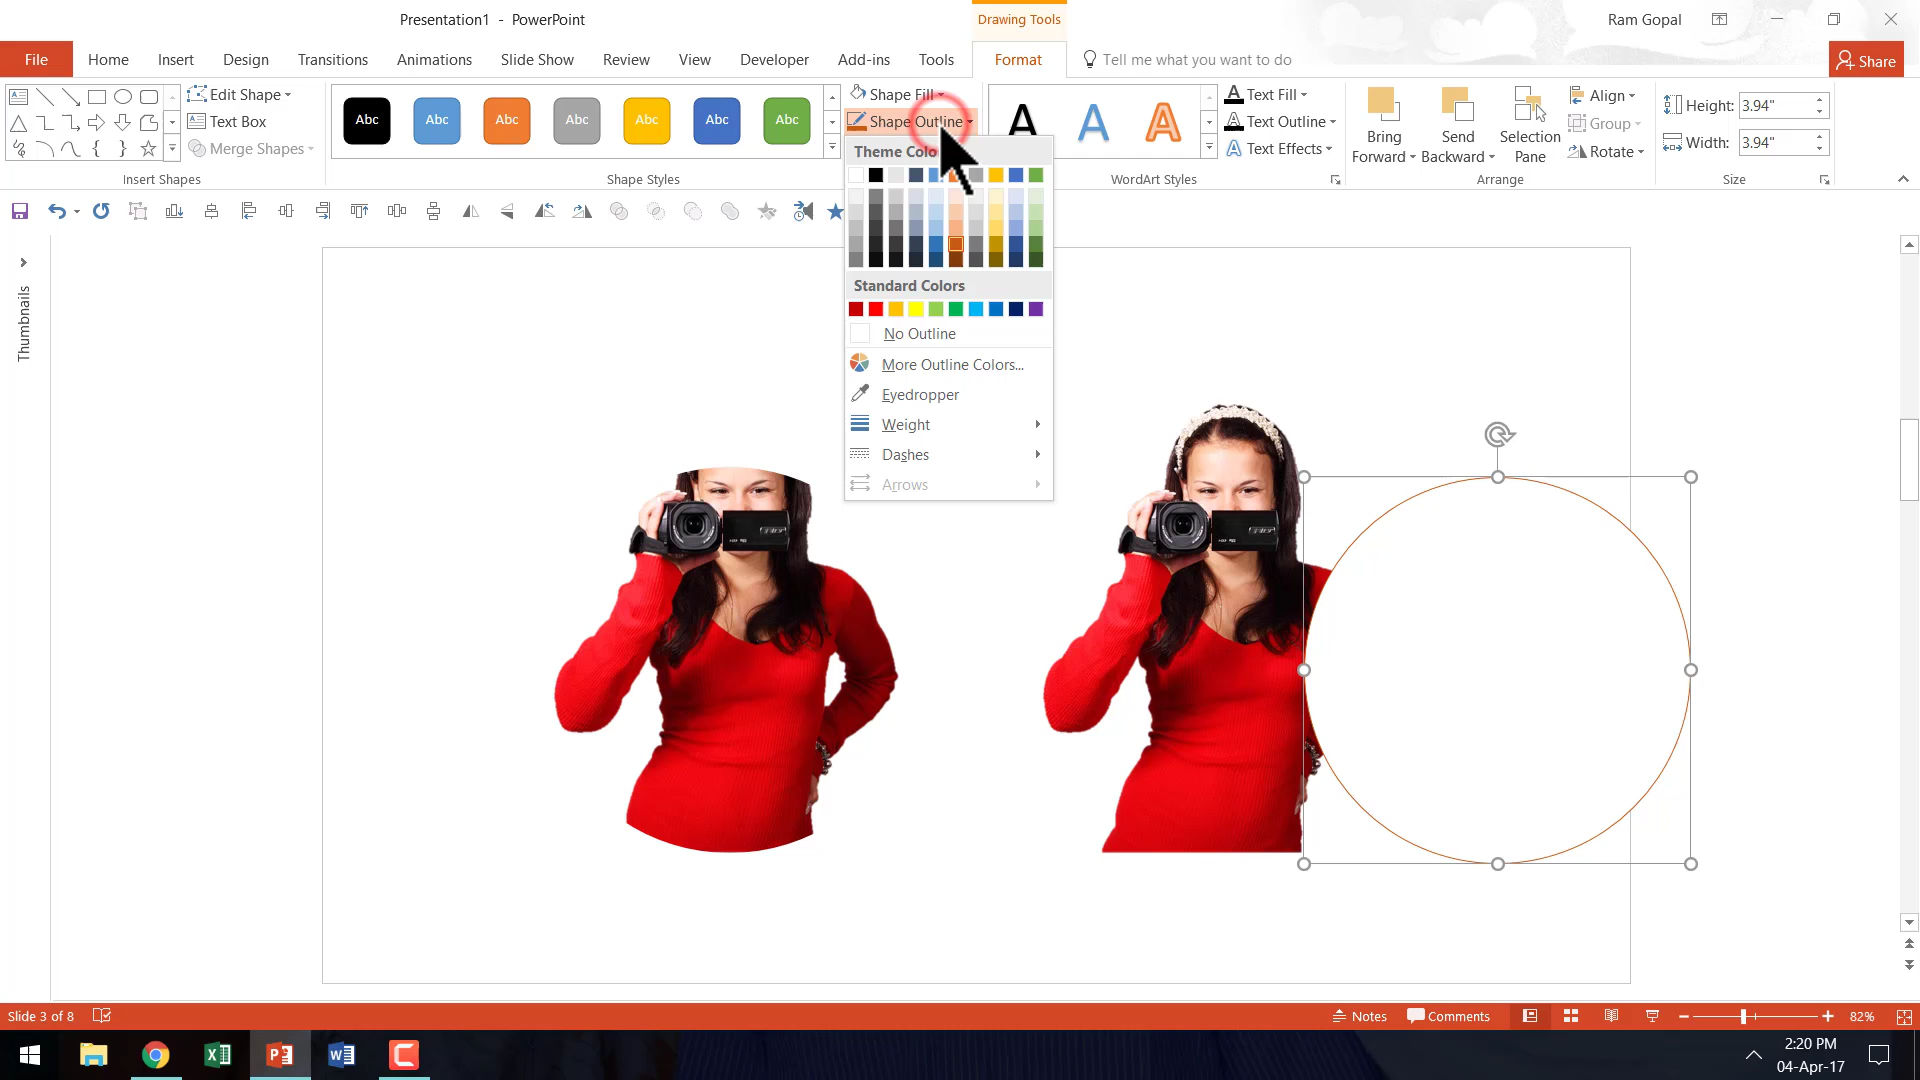 Presentation1 - PowerPoint
Drawing Tools
Ram Gopal
File Home Insert Design Transitions Animations Slide Show Review View Developer Add-ins Tools Format Tell me what you want to do Share
Edit Shape
Text Box
Merge Shapes
Insert Shapes
Abc Abc Abc Abc Abc Abc Abc
Shape Styles
Shape Fill
Shape Outline
A A A
WordArt Styles
Text Fill
Text Outline
Text Effects
Bring Forward
Send Backward
Selection Pane
Align
Group
Rotate
Arrange
Height: 3.94"
Width: 3.94"
Size
Theme Colo
Standard Colors
No Outline
More Outline Colors...
Eyedropper
Weight
Dashes
Arrows
Thumbnails
Slide 3 of 8
Notes Comments 82%
2:20 PM
04-Apr-17